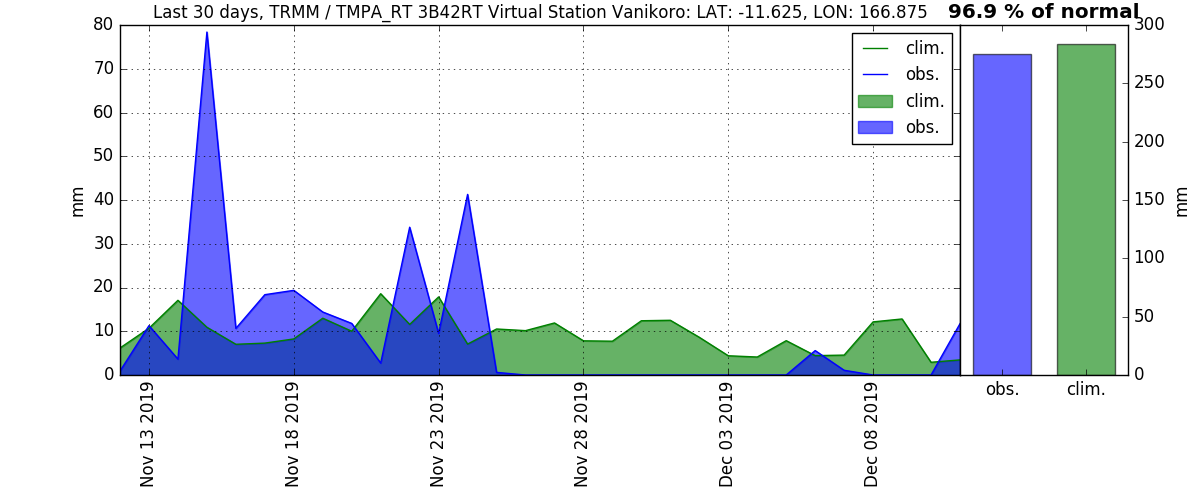 Last 30 days, TRMM / TMPA_RT 3B42RT Virtual Station Vanikoro: LAT: -11.625, LON: 166.875
96.9 % of normal
80
70
60
50
40
30
20
10
0
mm
clim.
obs.
clim.
obs.
Nov 13 2019
Nov 18 2019
Nov 23 2019
Nov 28 2019
Dec 03 2019
Dec 08 2019
300
250
200
150
100
50
0
mm
obs.
clim.